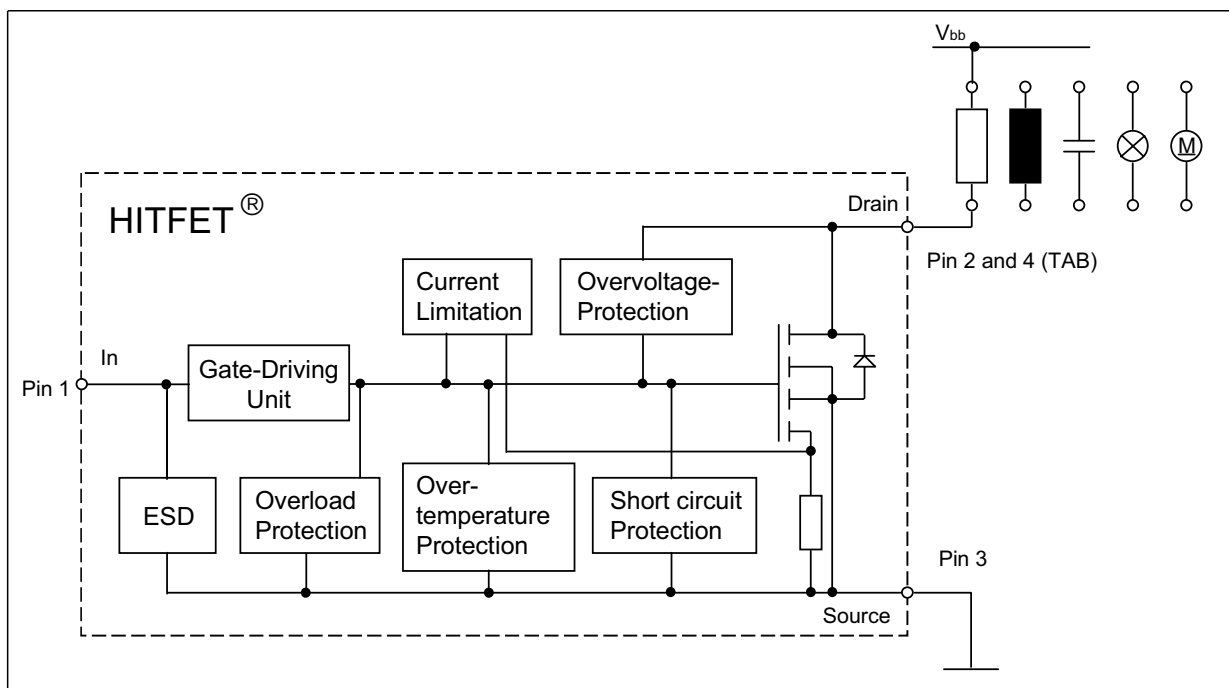 Vbb
M
HITFET ®
Drain
Pin 2 and 4 (TAB)
Current
Limitation
Overvoltage-
Protection
In
Pin 1
Gate-Driving
Unit
ESD
Overload
Protection
Over-
temperature
Protection
Short circuit
Protection
Pin 3
Source